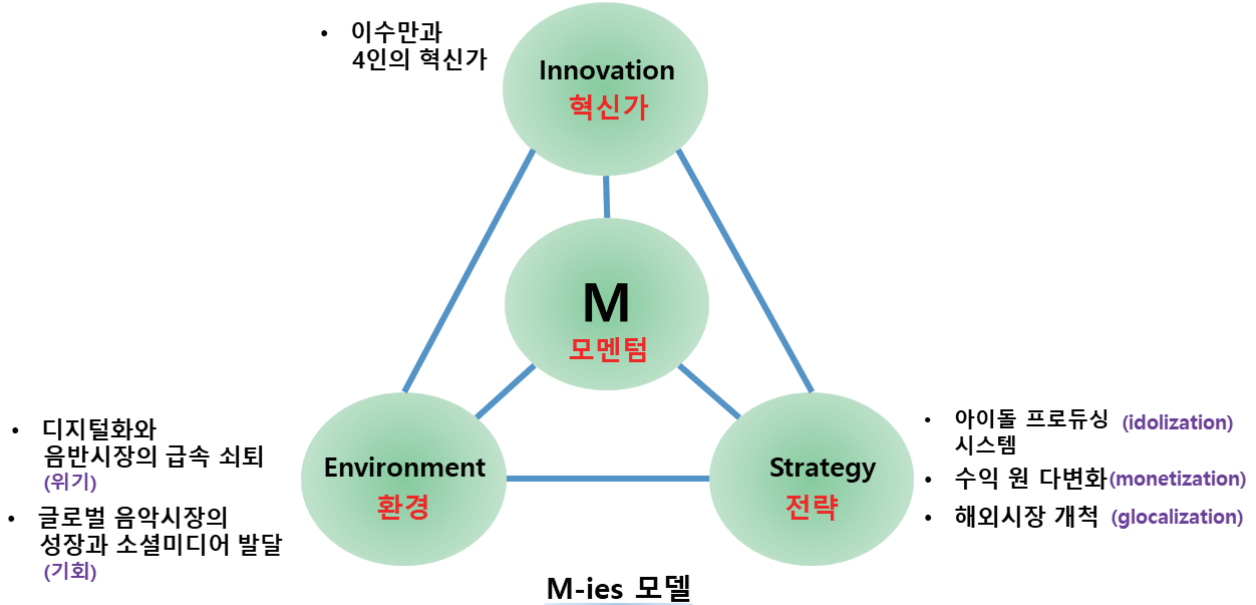 • 이수만과
4인의 혁신가
Innovation
혁신가
M
모멘텀
• 디지털화와
음반시장의 급속 쇠퇴
(위기)
• 글로벌 음악시장의
성장과 소셜미디어 발달
(기회)
Environment
환경
Strategy
전략
• 아이돌 프로듀싱 (idolization)
시스템
• 수익 원 다변화(monetization)
• 해외시장 개척 (glocalization)
M-ies 모델